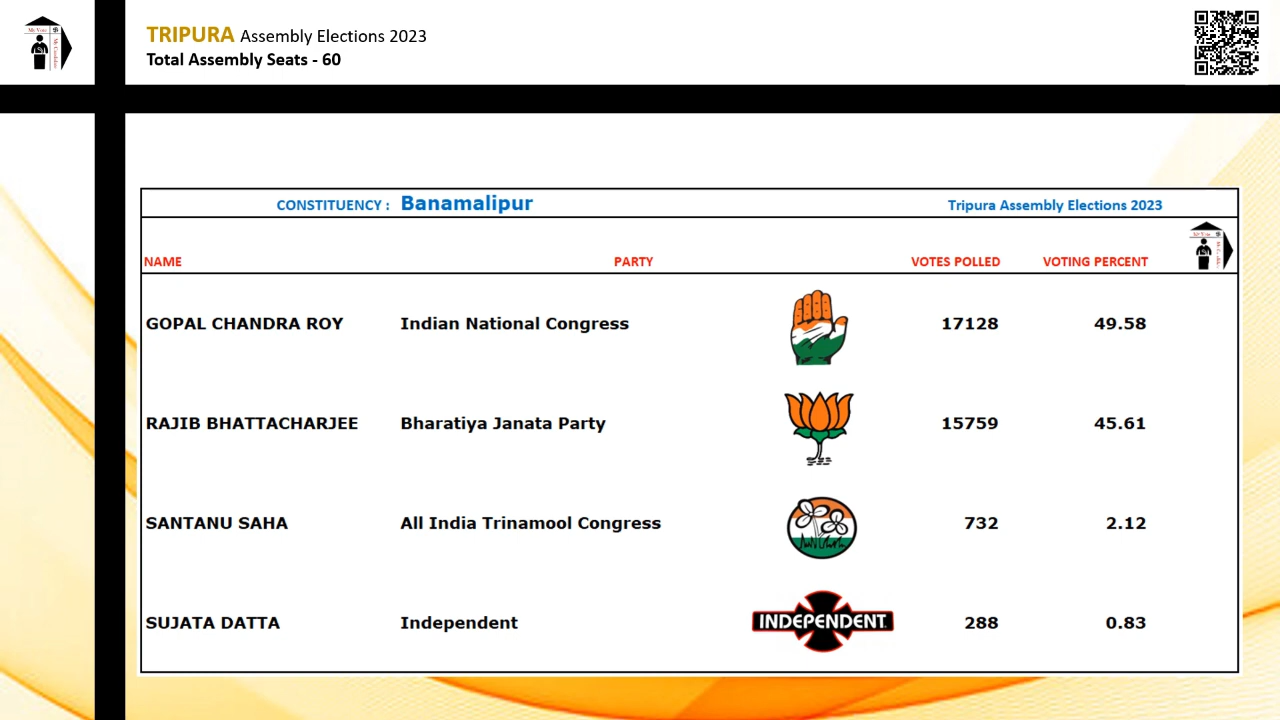 TRIPURA Assembly Elections 2023
Total Assembly Seats - 60
CONSTITUENCY : Banamalipur Tripura Assembly Elections 2023
NAME PARTY VOTES POLLED VOTING PERCENT
GOPAL CHANDRA ROY Indian National Congress 17128 49.58
RAJIB BHATTACHARJEE Bharatiya Janata Party 15759 45.61
SANTANU SAHA All India Trinamool Congress 732 2.12
SUJATA DATTA Independent INDEPENDENT 288 0.83